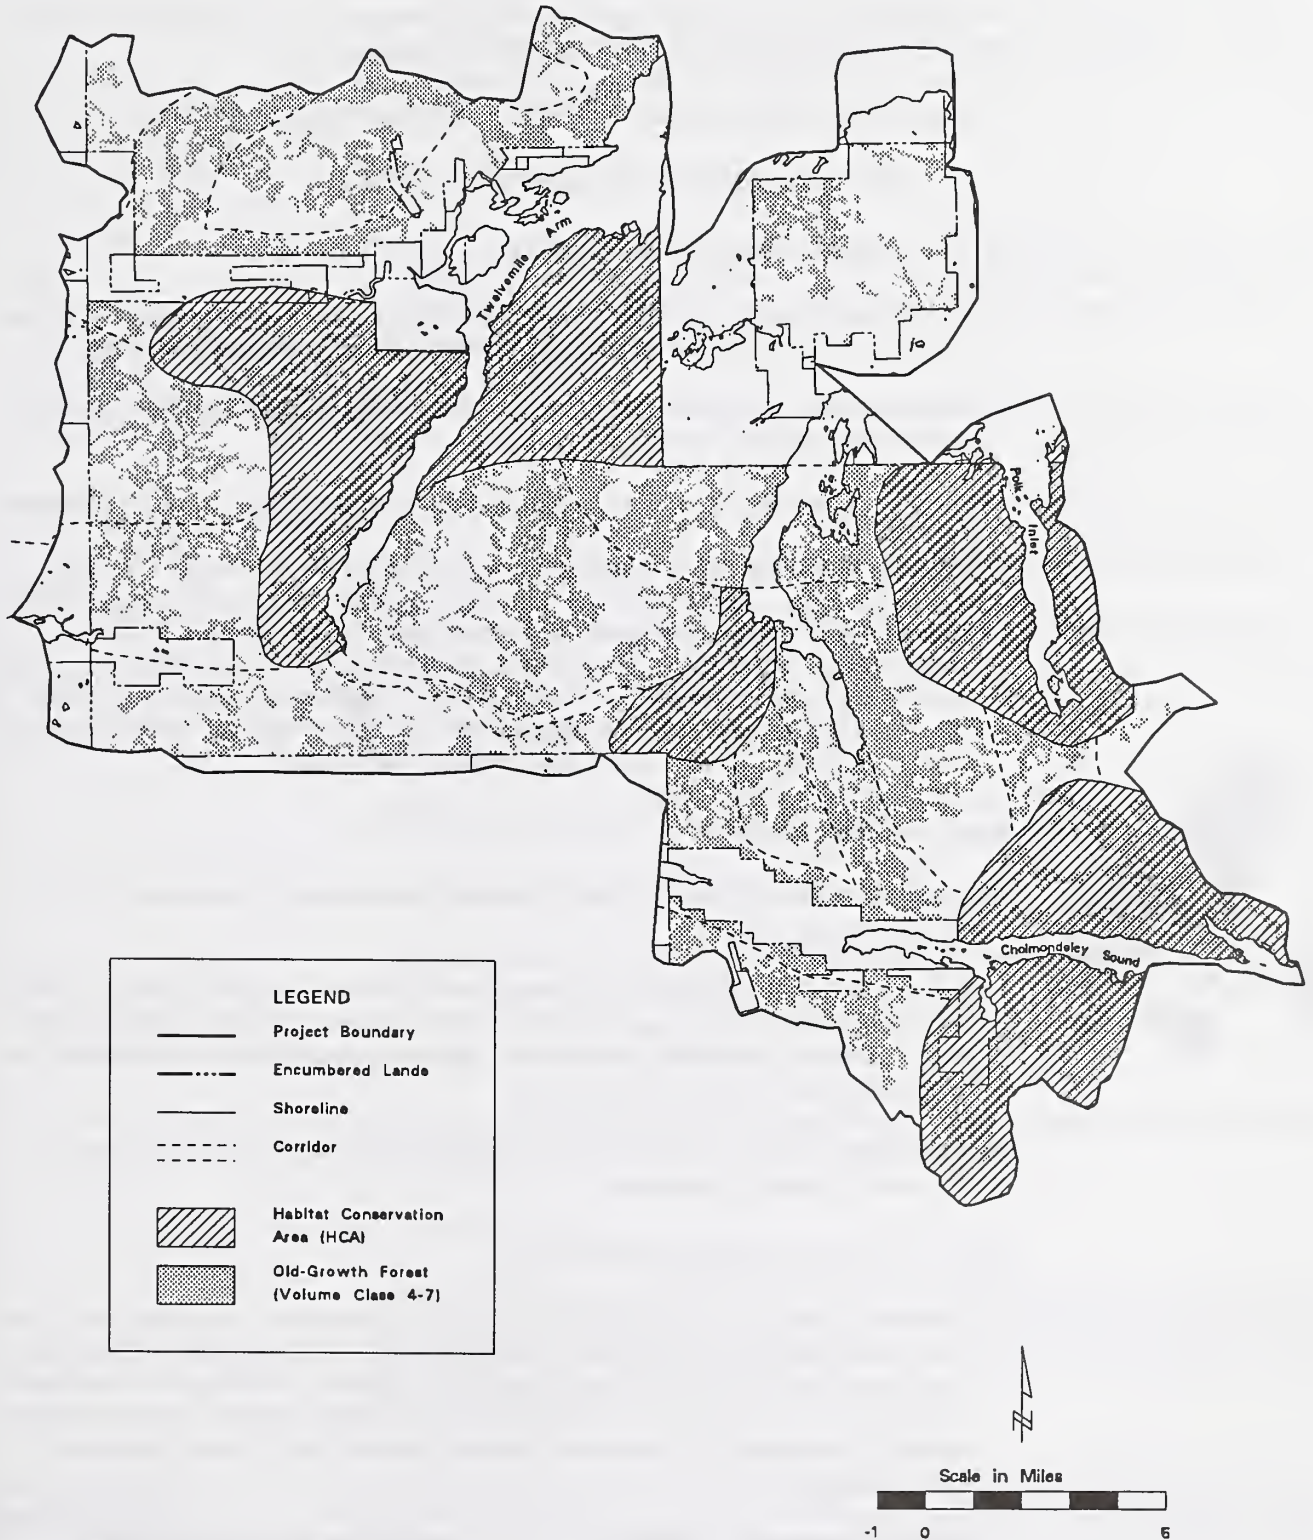 Twelvemile Arm
Polk Inlet
Cholmondeley Sound
LEGEND
Project Boundary
Encumbered Lands
Shoreline
Corridor
Habitat Conservation
Area (HCA)
Old-Growth Forest
(Volume Class 4-7)
N
Scale in Miles
-1 0 5